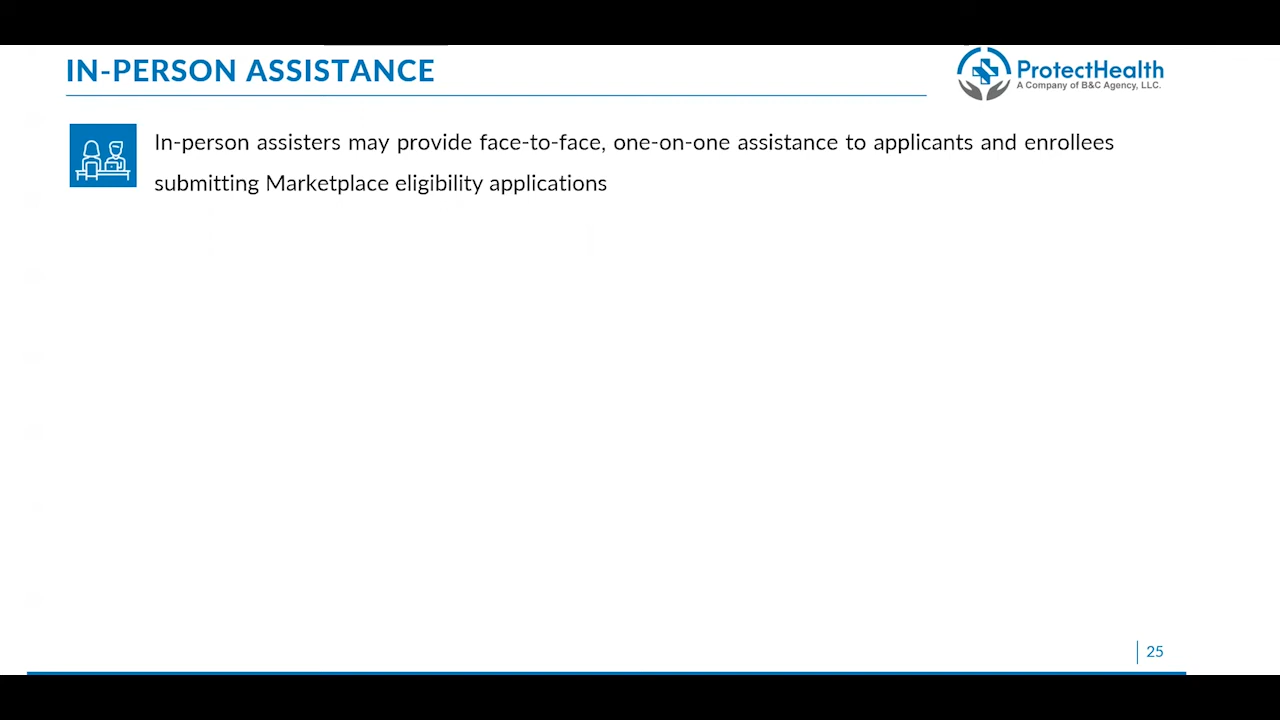 IN-PERSON ASSISTANCE
ProtectHealth
A Company of B&C Agency, LLC.
In-person assisters may provide face-to-face, one-on-one assistance to applicants and enrollees
submitting Marketplace eligibility applications
25